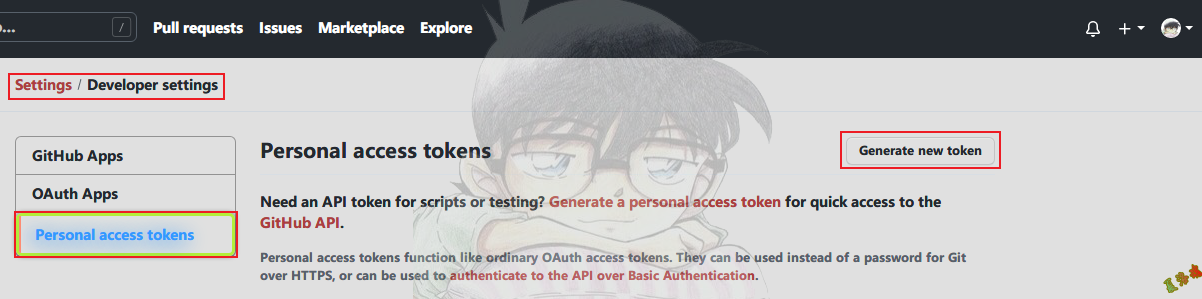 o...
/
Pull requests Issues Marketplace Explore
Settings / Developer settings
GitHub Apps
OAuth Apps
Personal access tokens
Personal access tokens
Generate new token
Need an API token for scripts or testing? Generate a personal access token for quick access to the
GitHub API.
Personal access tokens function like ordinary OAuth access tokens. They can be used instead of a password for Git
over HTTPS, or can be used to authenticate to the API over Basic Authentication.